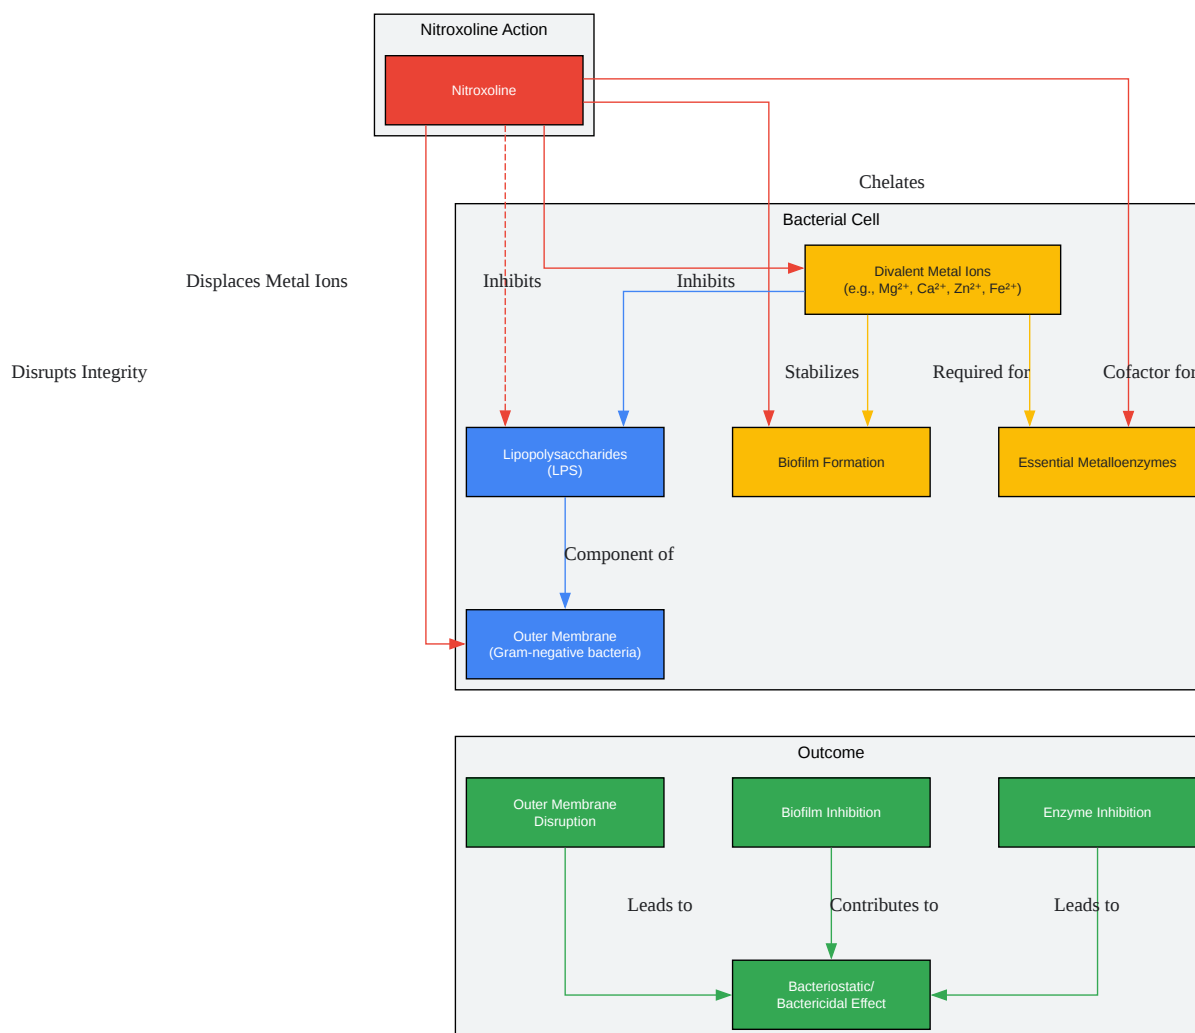 Nitroxoline Action
Nitroxoline
Chelates
Bacterial Cell
Divalent Metal Ions
(e.g., Mg²⁺, Ca²⁺, Zn²⁺, Fe²⁺)
Displaces Metal Ions
Inhibits
Inhibits
Disrupts Integrity
Stabilizes
Required for
Cofactor for
Lipopolysaccharides
(LPS)
Biofilm Formation
Essential Metalloenzymes
Component of
Outer Membrane
(Gram-negative bacteria)
Outcome
Outer Membrane
Disruption
Biofilm Inhibition
Enzyme Inhibition
Leads to
Contributes to
Leads to
Bacteriostatic/
Bactericidal Effect